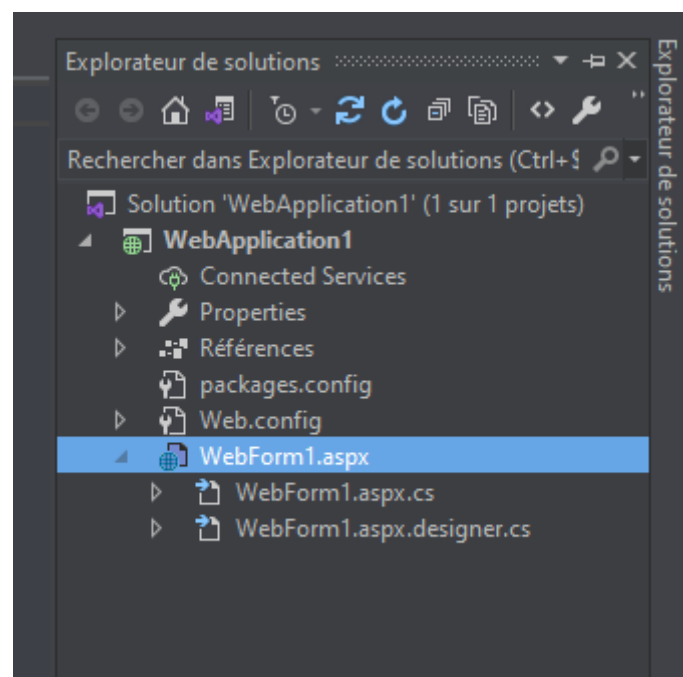 Explorateur de solutions
Rechercher dans Explorateur de solutions (Ctrl+$
Solution 'WebApplication1' (1 sur 1 projets)
WebApplication1
Connected Services
Properties
Références
packages.config
Web.config
WebForm1.aspx
WebForm1.aspx.cs
WebForm1.aspx.designer.cs
Explorateur de solutions